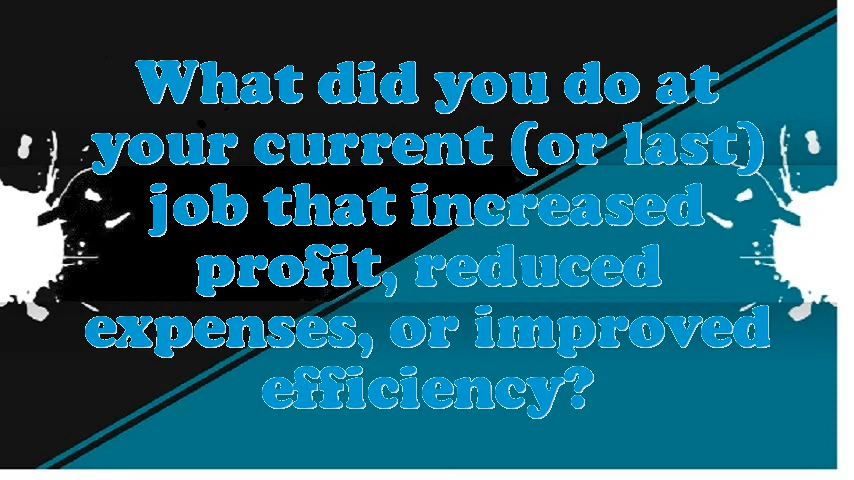 What did you do at
your current (or last)
job that increased
profit, reduced
expenses, or improved
efficiency?